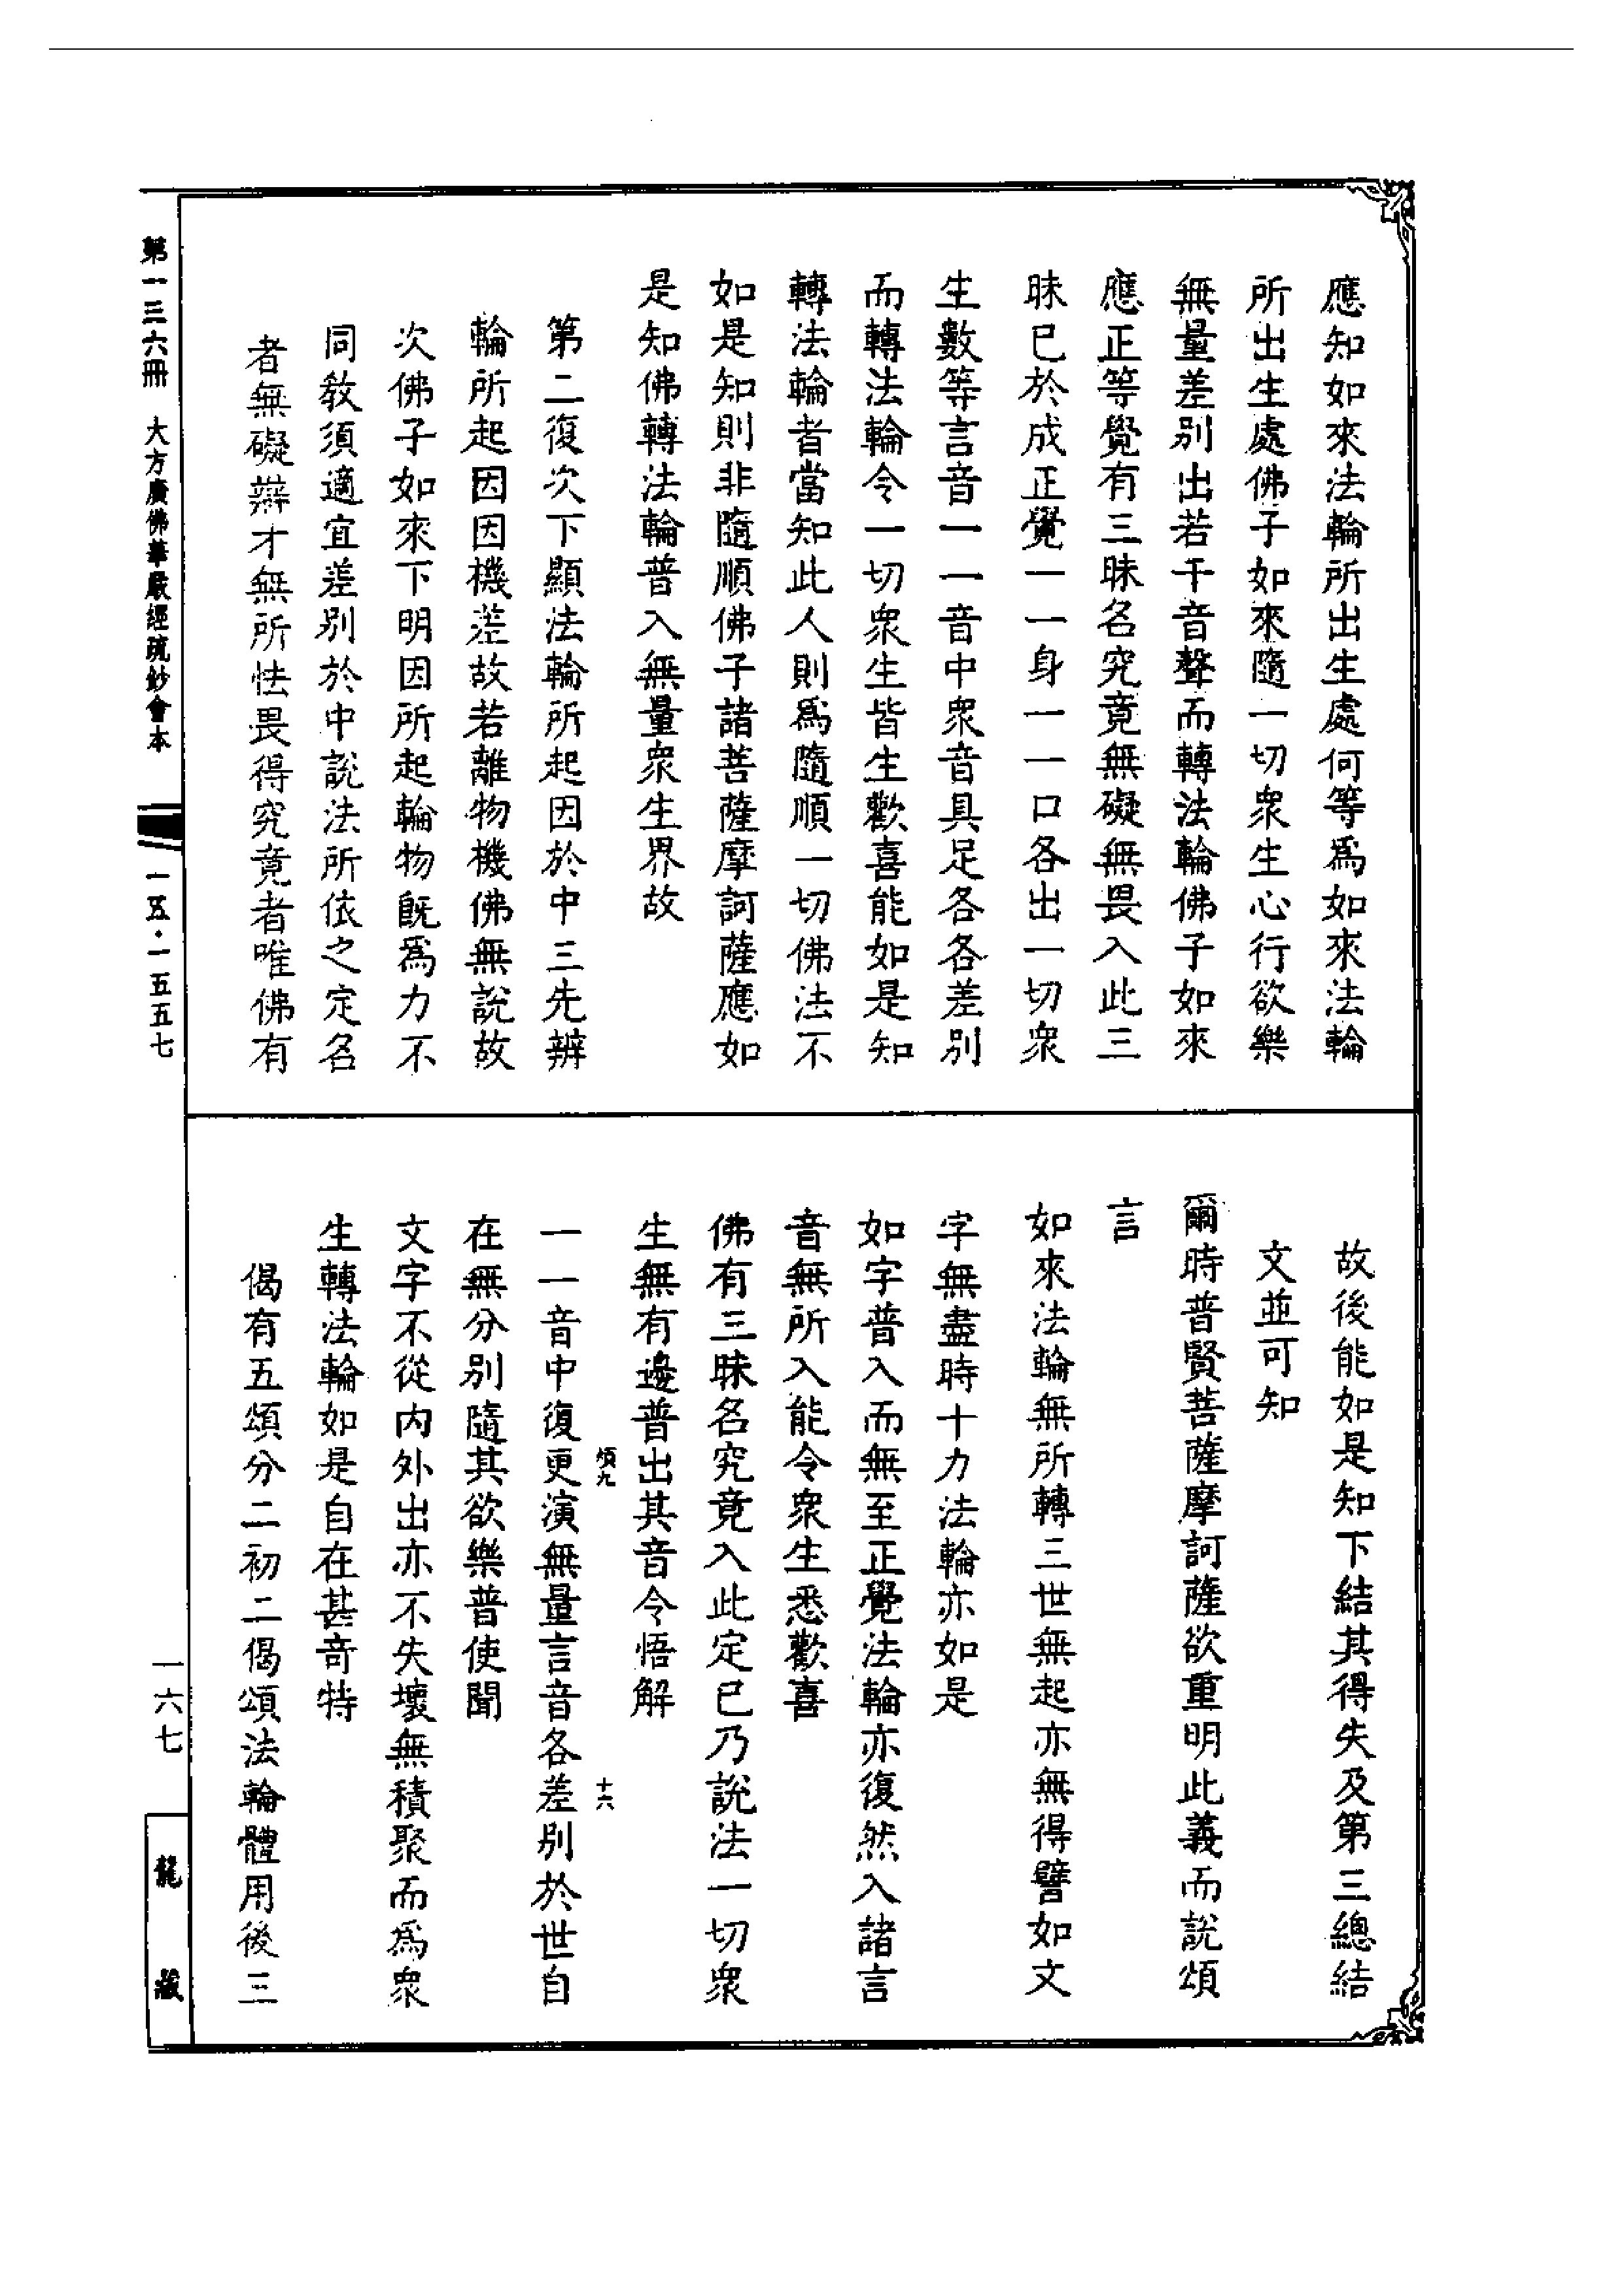 應知如來法輪所出生處何等爲如來法輪
所出生處佛子如來隨一切衆生心行欲樂
無量差別出若干音聲而轉法輪佛子如來
應正等覺有三昧名究竟無礙無畏入此三
昧已於成正覺一一身一一口各出一切衆
生數等言音一一音中衆音具足各各差別
而轉法輪令一切衆生皆生歡喜能如是知
轉法輪者當知此人則爲隨順一切佛法不
如是知則非隨順佛子諸菩薩摩訶薩應如
是知佛轉法輪普入無量衆生界故
第二復次下顯法輪所起因於中三先辨
輪所起因因機差故若離物機佛無說故
次佛子如來下明因所起輪物既爲力不
同教須適宜差別於中說法所依之定名
者無礙辯才無所怯畏得究竟者唯佛有
故後能如是知下結其得失及第三總結
文並可知
爾時普賢菩薩摩訶薩欲重明此義而說頌
言
如來法輪無所轉三世無起亦無得譬如文
字無盡時十力法輪亦如是
如字普入而無至正覺法輪亦復然入諸言
音無所入能令衆生悉歡喜
佛有三昧名究竟入此定已乃說法一切衆
生無有邊普出其音令悟解
煩九
十六
一一音中復更演無量言音各差別於世自
在無分別隨其欲樂普使聞
文字不從內外出亦不失壞無積聚而爲衆
生轉法輪如是自在甚奇特
偈有五頌分二初二偈頌法輪體用後三
第一三六冊 大方廣佛華嚴經疏鈔會本
一五·一五五七
一六七
龍藏